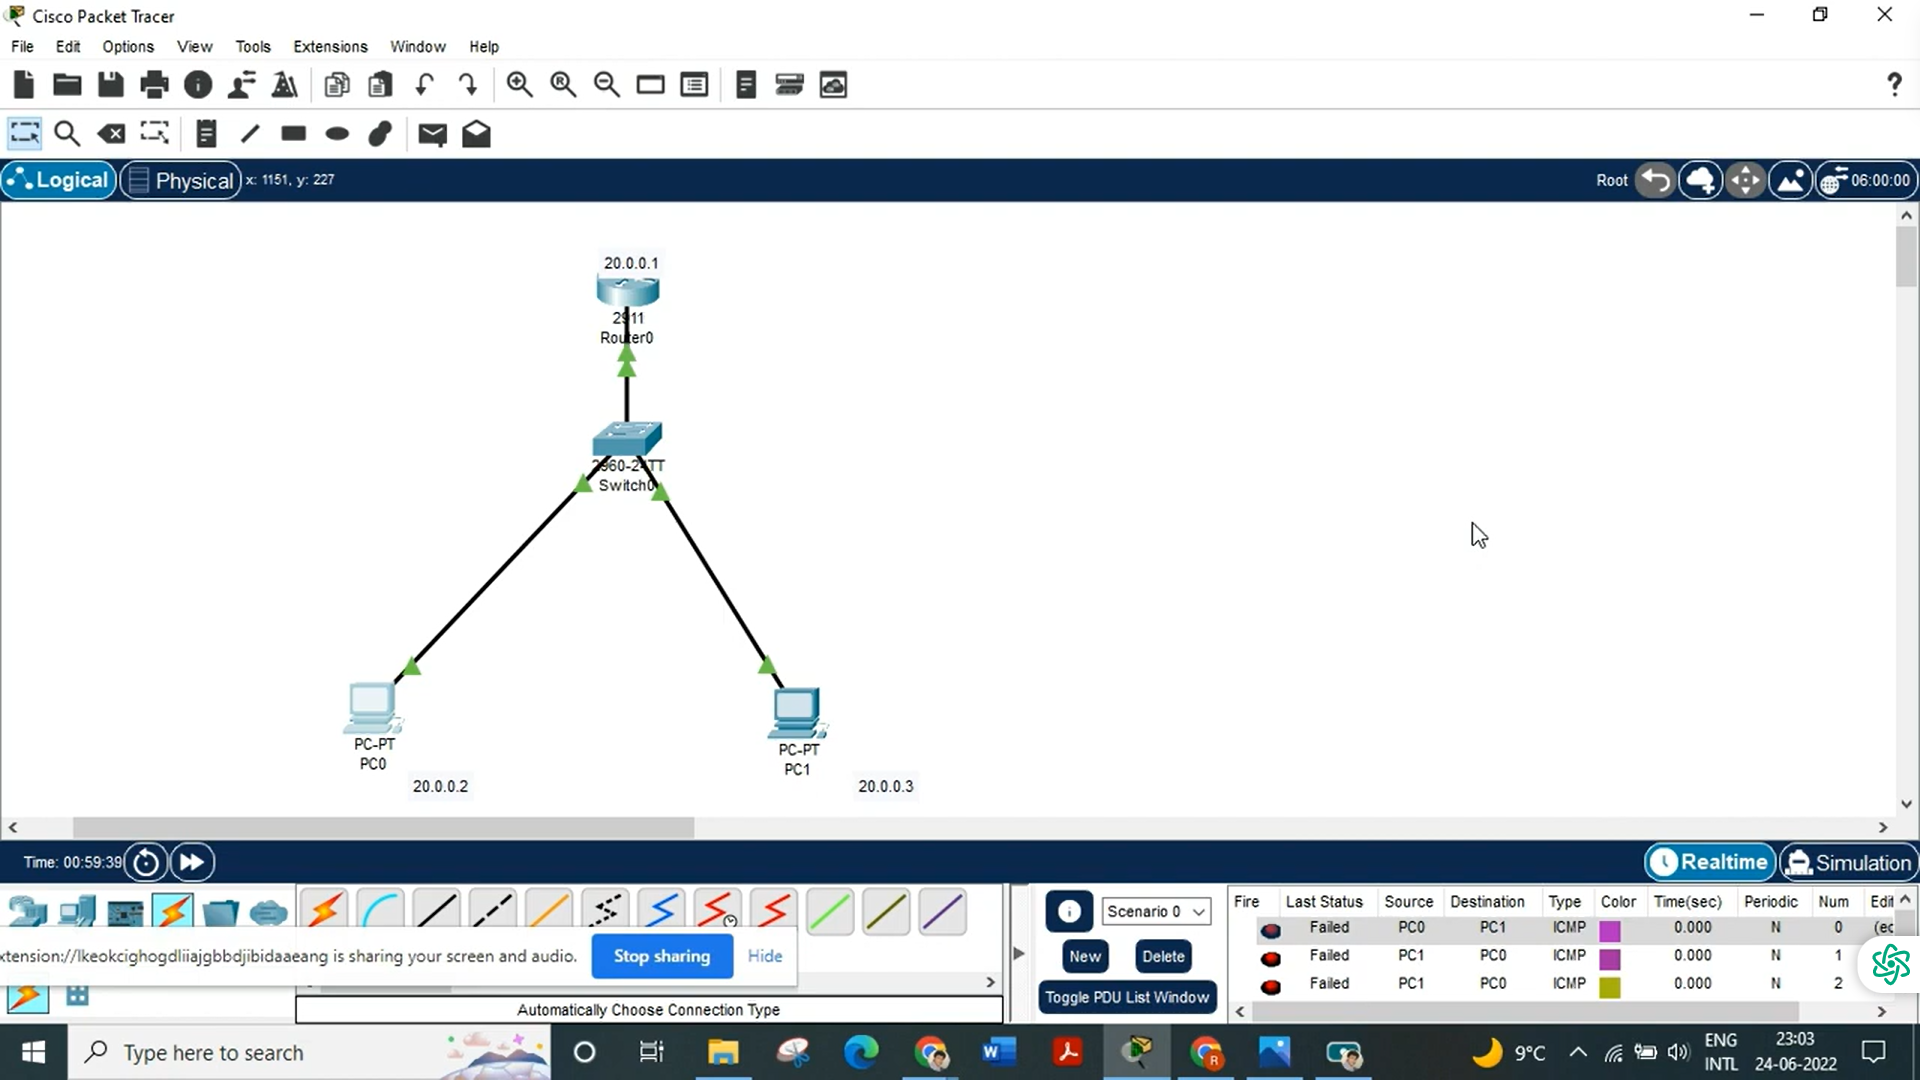 Cisco Packet Tracer
File Edit Options View Tools Extensions Window Help
Logical Physical x: 1151, y: 227 Root 06:00:00
20.0.0.1
2911
Router0
2960-24TT
Switch0
PC-PT
PC0
20.0.0.2
PC-PT
PC1
20.0.0.3
Time: 00:59:39 Realtime Simulation
Scenario 0
New Delete
Toggle PDU List Window
Fire Last Status Source Destination Type Color Time(sec) Periodic Num Edit
Failed PC0 PC1 ICMP 0.000 N 0 (ec
Failed PC1 PC0 ICMP 0.000 N 1
Failed PC1 PC0 ICMP 0.000 N 2
xtension://lkeokcighogdliiajgbbdjibidaaeang is sharing your screen and audio. Stop sharing Hide
Automatically Choose Connection Type
Type here to search
9°C ENG INTL 23:03 24-06-2022